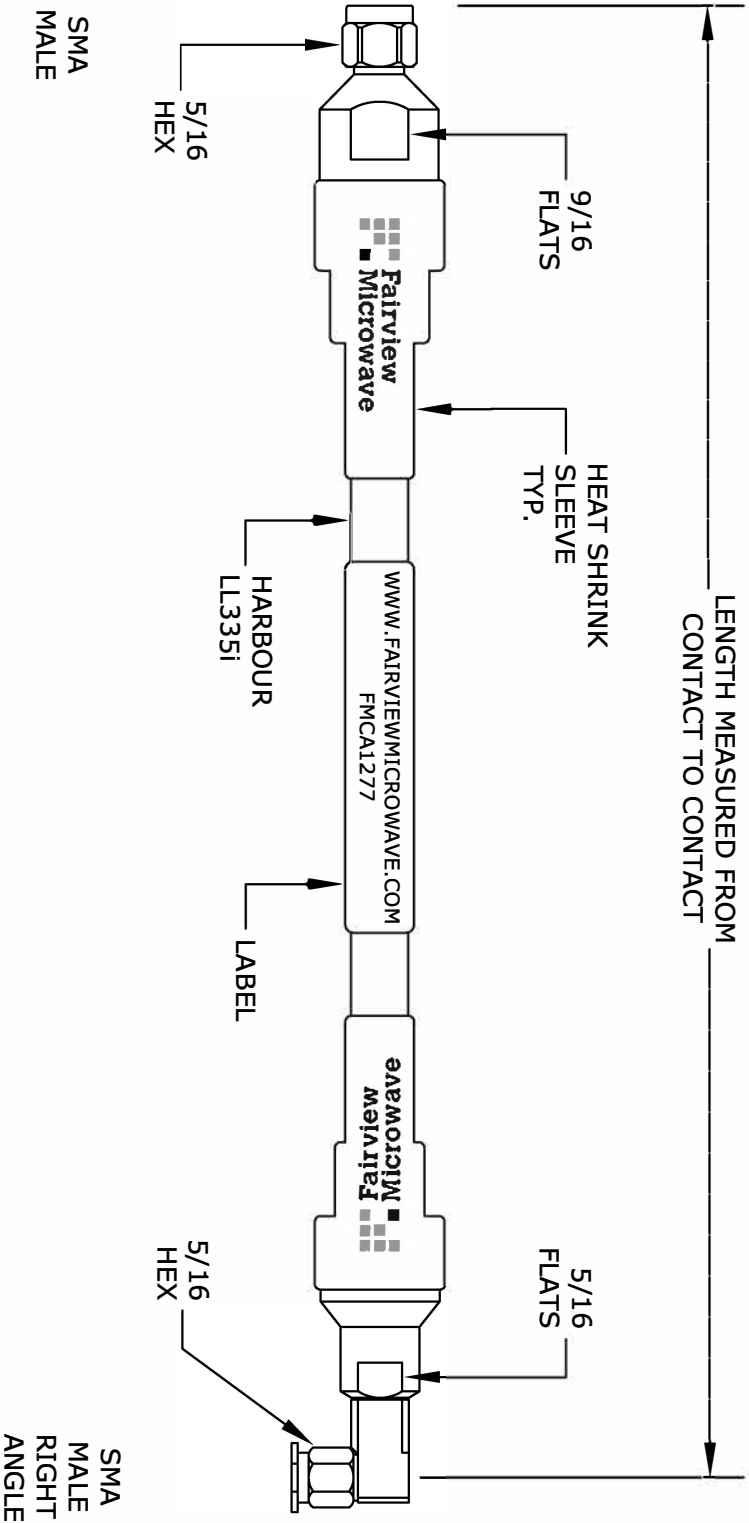 LENGTH MEASURED FROM
CONTACT TO CONTACT
9/16
FLATS
HEAT SHRINK
SLEEVE
TYP.
5/16
FLATS
Fairview
Microwave
WWW.FAIRVIEWMICROWAVE.COM
FMCA1277
Fairview
Microwave
5/16
HEX
HARBOUR
LL335i
LABEL
5/16
HEX
SMA
MALE
SMA
MALE
RIGHT
ANGLE